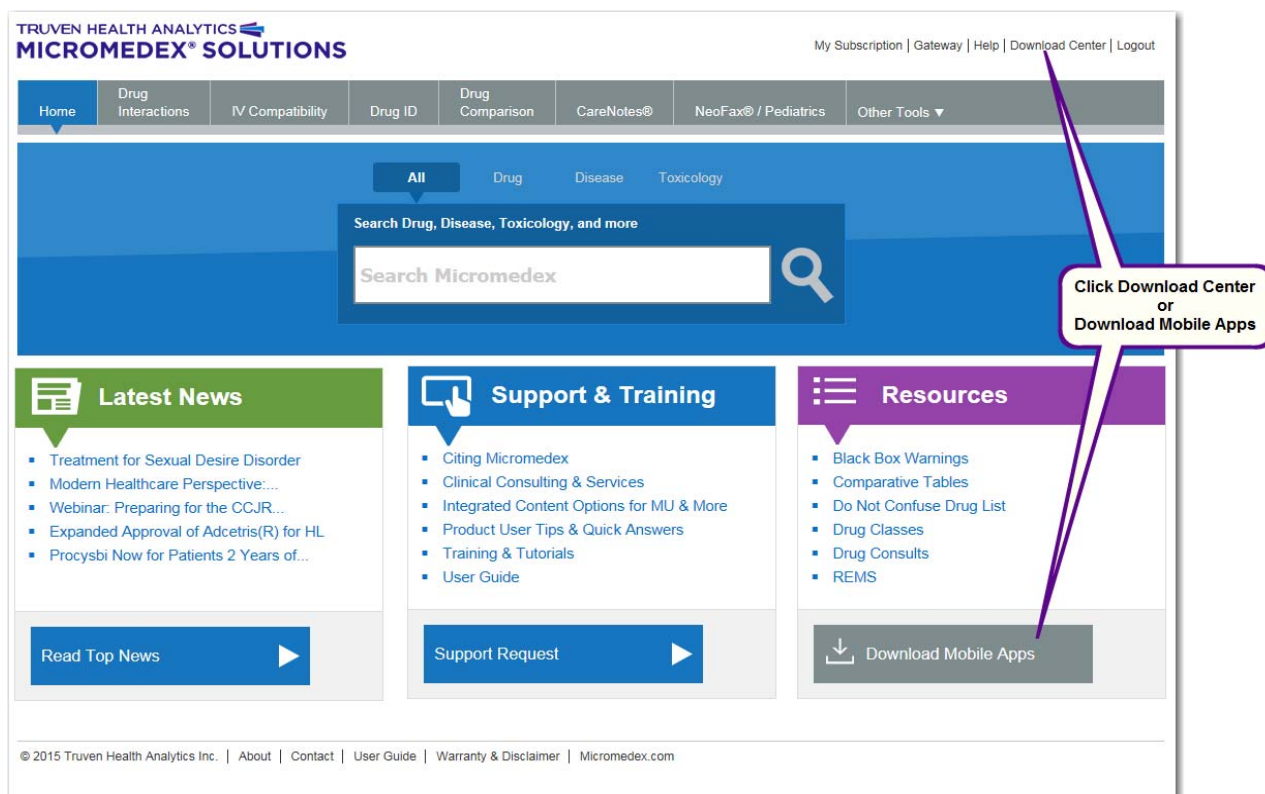 TRUVEN HEALTH ANALYTICS
MICROMEDEX® SOLUTIONS
My Subscription | Gateway | Help | Download Center | Logout
Home
Drug
Interactions
IV Compatibility
Drug ID
Drug
Comparison
CareNotes®
NeoFax® / Pediatrics
Other Tools ▼
All Drug Disease Toxicology
Search Drug, Disease, Toxicology, and more
Search Micromedex
Click Download Center
or
Download Mobile Apps
Latest News
Treatment for Sexual Desire Disorder
Modern Healthcare Perspective:...
Webinar: Preparing for the CCJR...
Expanded Approval of Adcetris(R) for HL
Procysbi Now for Patients 2 Years of...
Read Top News
Support & Training
Citing Micromedex
Clinical Consulting & Services
Integrated Content Options for MU & More
Product User Tips & Quick Answers
Training & Tutorials
User Guide
Support Request
Resources
Black Box Warnings
Comparative Tables
Do Not Confuse Drug List
Drug Classes
Drug Consults
REMS
Download Mobile Apps
© 2015 Truven Health Analytics Inc. | About | Contact | User Guide | Warranty & Disclaimer | Micromedex.com